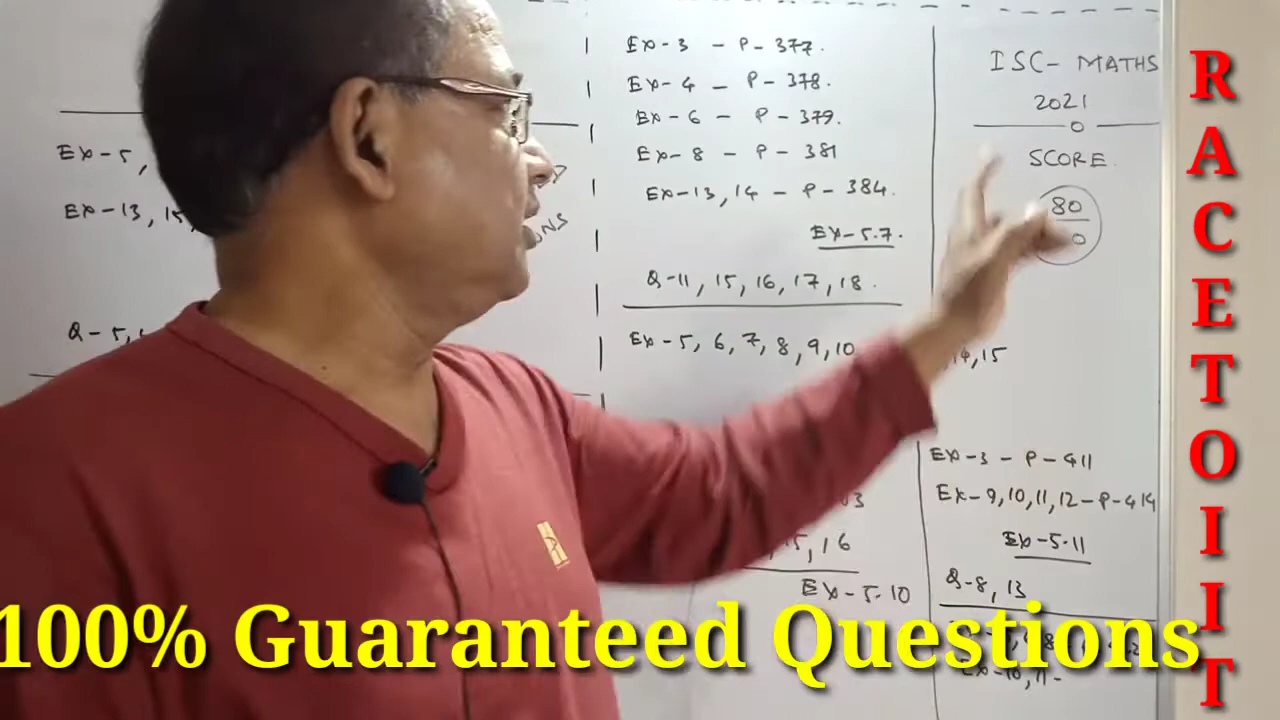 Ex-5,
Ex-13, 15,
Q-5,
Ex-3 - P-377.
Ex-4 - P-378.
Ex-6 - P-379.
Ex-8 - P-381
Ex-13, 14 - P-384.
Ex-5.7.
Q-11, 15, 16, 17, 18.
Ex-5, 6, 7, 8, 9, 10
15, 16
Ex-5.10
ISC- MATHS
2021
SCORE.
80
14, 15
Ex-3 - P-411
Ex-9, 10, 11, 12 - P-414
Ex-5.11
Q-8, 13
Ex-10, 11-
100% Guaranteed Questions
RACETOIIT